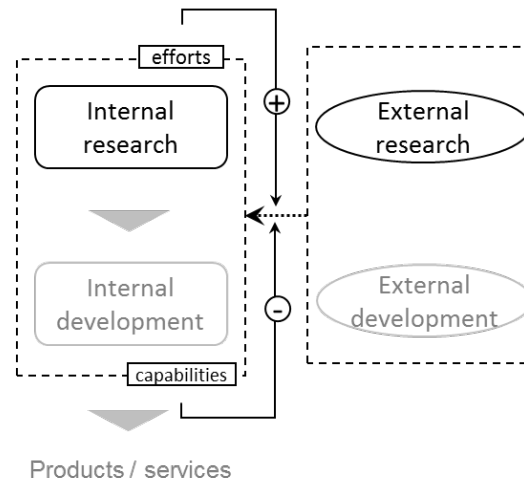 efforts
Internal
research
External
research
+
Internal
development
External
development
-
capabilities
Products / services